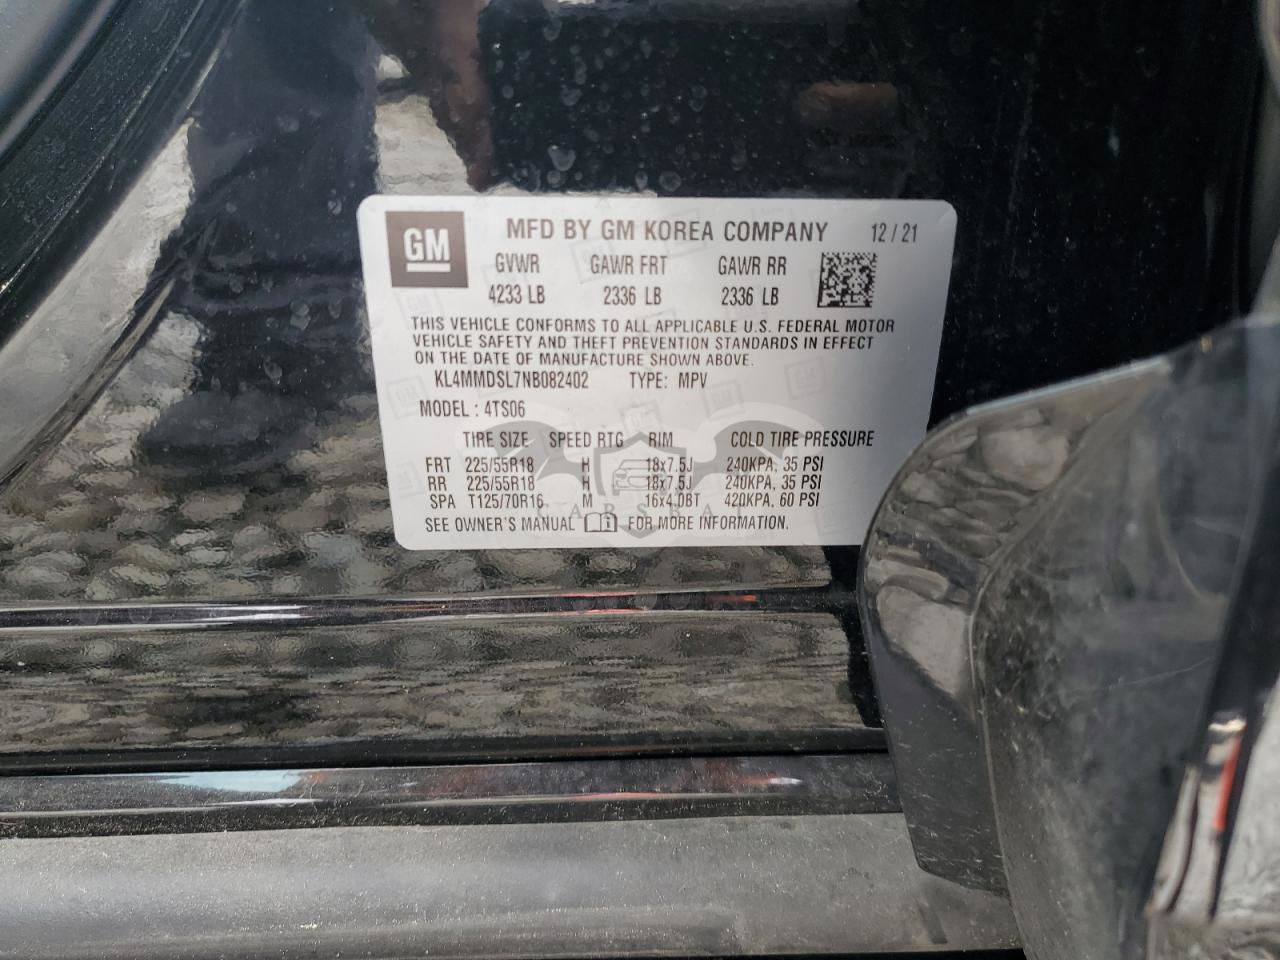 GM MFD BY GM KOREA COMPANY 12 / 21
GVWR GAWR FRT GAWR RR
4233 LB 2336 LB 2336 LB
THIS VEHICLE CONFORMS TO ALL APPLICABLE U.S. FEDERAL MOTOR
VEHICLE SAFETY AND THEFT PREVENTION STANDARDS IN EFFECT
ON THE DATE OF MANUFACTURE SHOWN ABOVE.
KL4MMDSL7NB082402 TYPE: MPV
MODEL : 4TS06
TIRE SIZE SPEED RTG RIM COLD TIRE PRESSURE
FRT 225/55R18 H 18x7.5J 240KPA, 35 PSI
RR 225/55R18 H 18x7.5J 240KPA, 35 PSI
SPA T125/70R16 M 16x4.0BT 420KPA, 60 PSI
CARSBAT
SEE OWNER'S MANUAL FOR MORE INFORMATION.